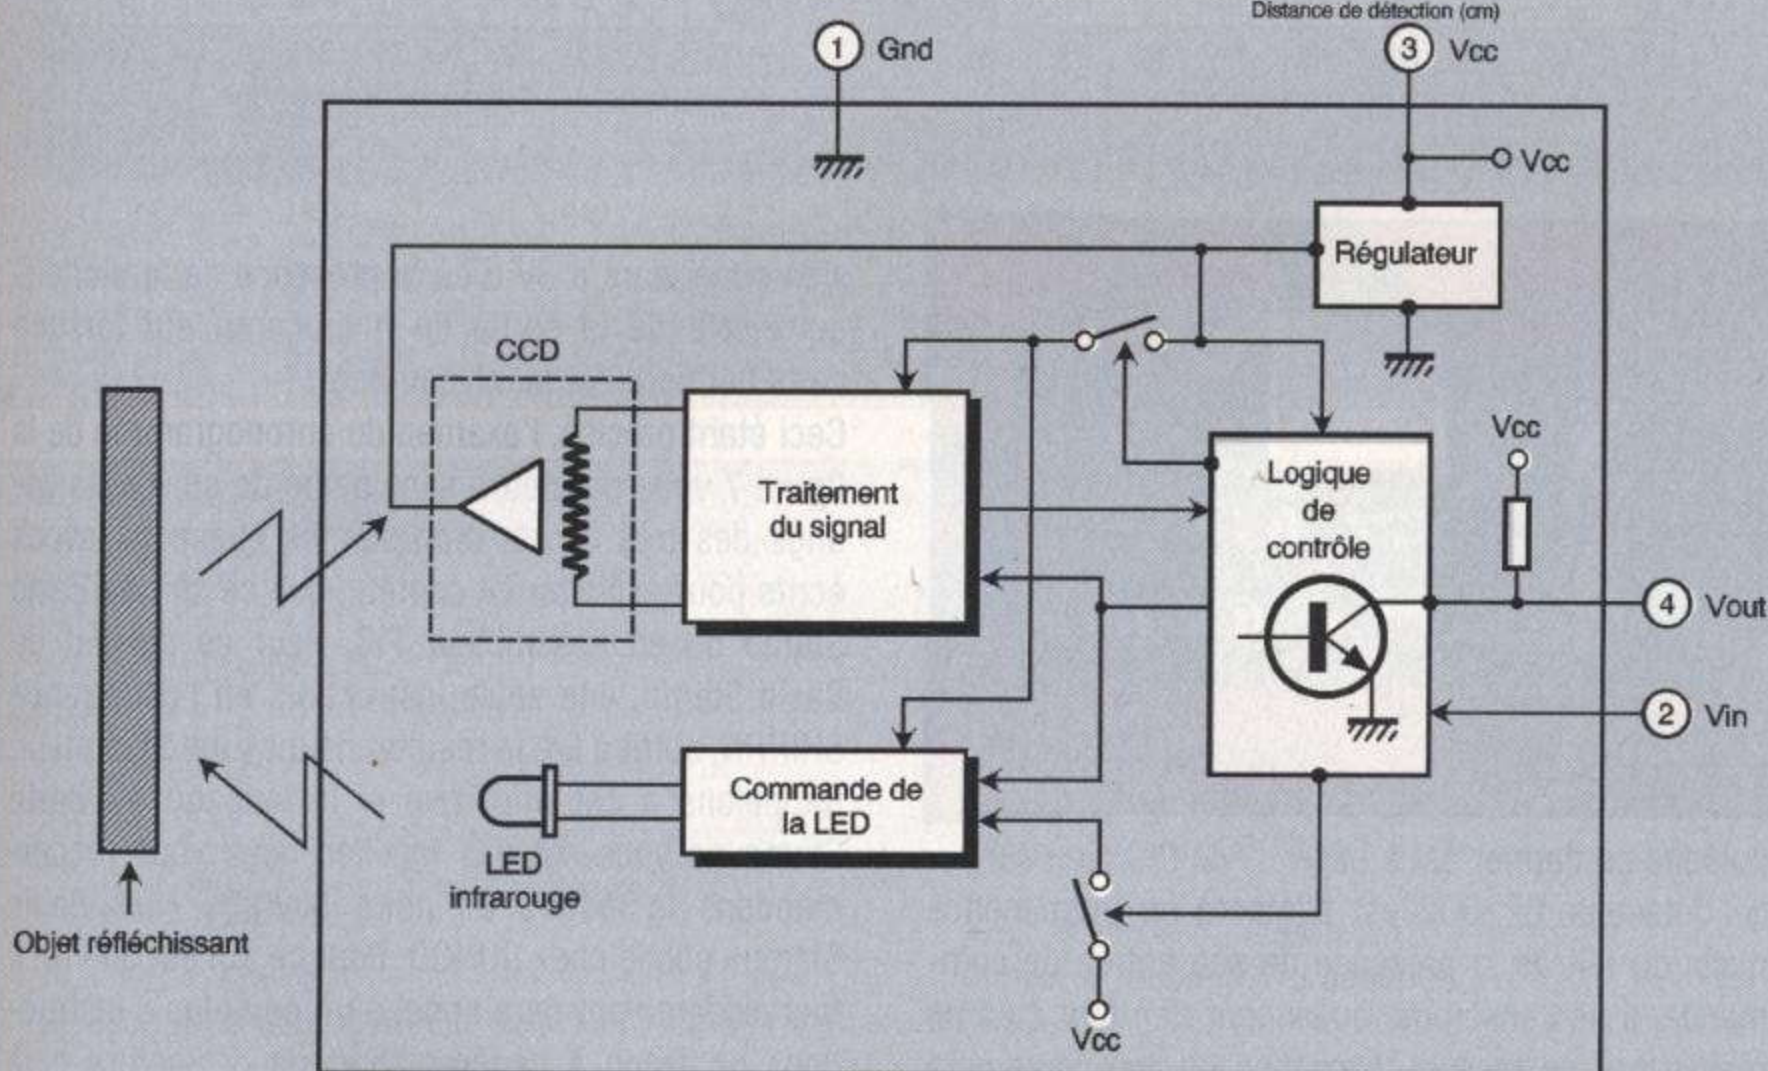 Distance de détection (cm)
1 Gnd
3 Vcc
Vcc
Régulateur
CCD
Traitement
du signal
Logique
de
contrôle
Vcc
4 Vout
2 Vin
Commande de
la LED
LED
infrarouge
Objet réfléchissant
Vcc